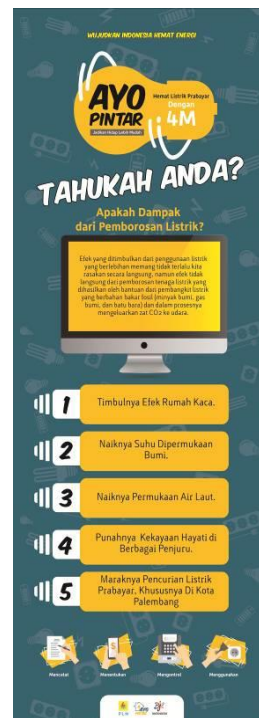 WUJUDKAN INDONESIA HEMAT ENERGI
AYO
PINTAR
Jadikan Hidup Lebih Mudah
Hemat Listrik Prabayar
Dengan
4M
TAHUKAH ANDA?
Apakah Dampak
dari Pemborosan Listrik?
Efek yang ditimbulkan dari penggunaan listrik
yang berlebihan memang tidak terlalu kita
rasakan secara langsung, namun efek tidak
langsung dari pemborosan tenaga listrik yang
dihasilkan oleh bantuan dari pembangkit listrik
yang berbahan bakar fosil (minyak bumi, gas
bumi, dan batu bara) dan dalam prosesnya
mengeluarkan zat CO2 ke udara.
1
Timbulnya Efek Rumah Kaca.
2
Naiknya Suhu Dipermukaan
Bumi.
3
Naiknya Permukaan Air Laut.
4
Punahnya Kekayaan Hayati di
Berbagai Penjuru.
5
Maraknya Pencurian Listrik
Prabayar, Khususnya Di Kota
Palembang
Mencatat
Menentukan
Mengontrol
Menggunakan
PLN